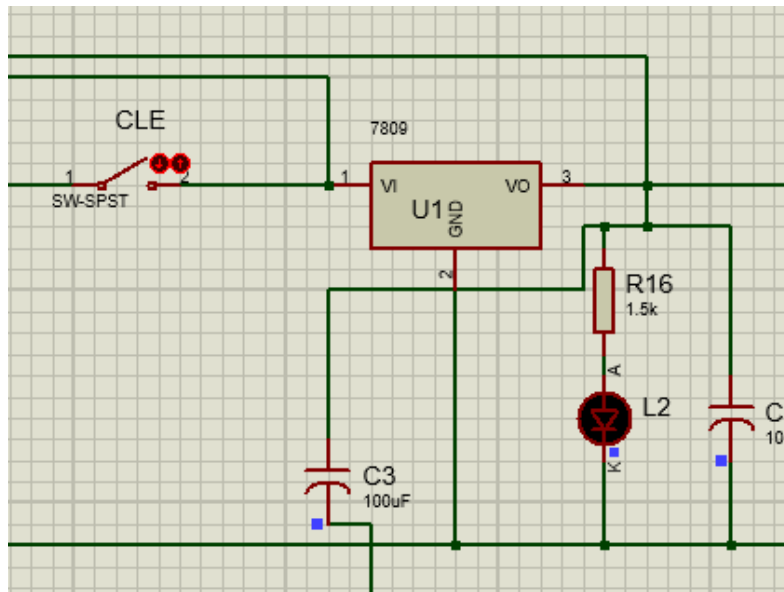 CLE
1
2
SW-SPST
7809
1
VI
VO
3
U1
GND
2
R16
1.5k
A
L2
K
C3
100uF
C
10